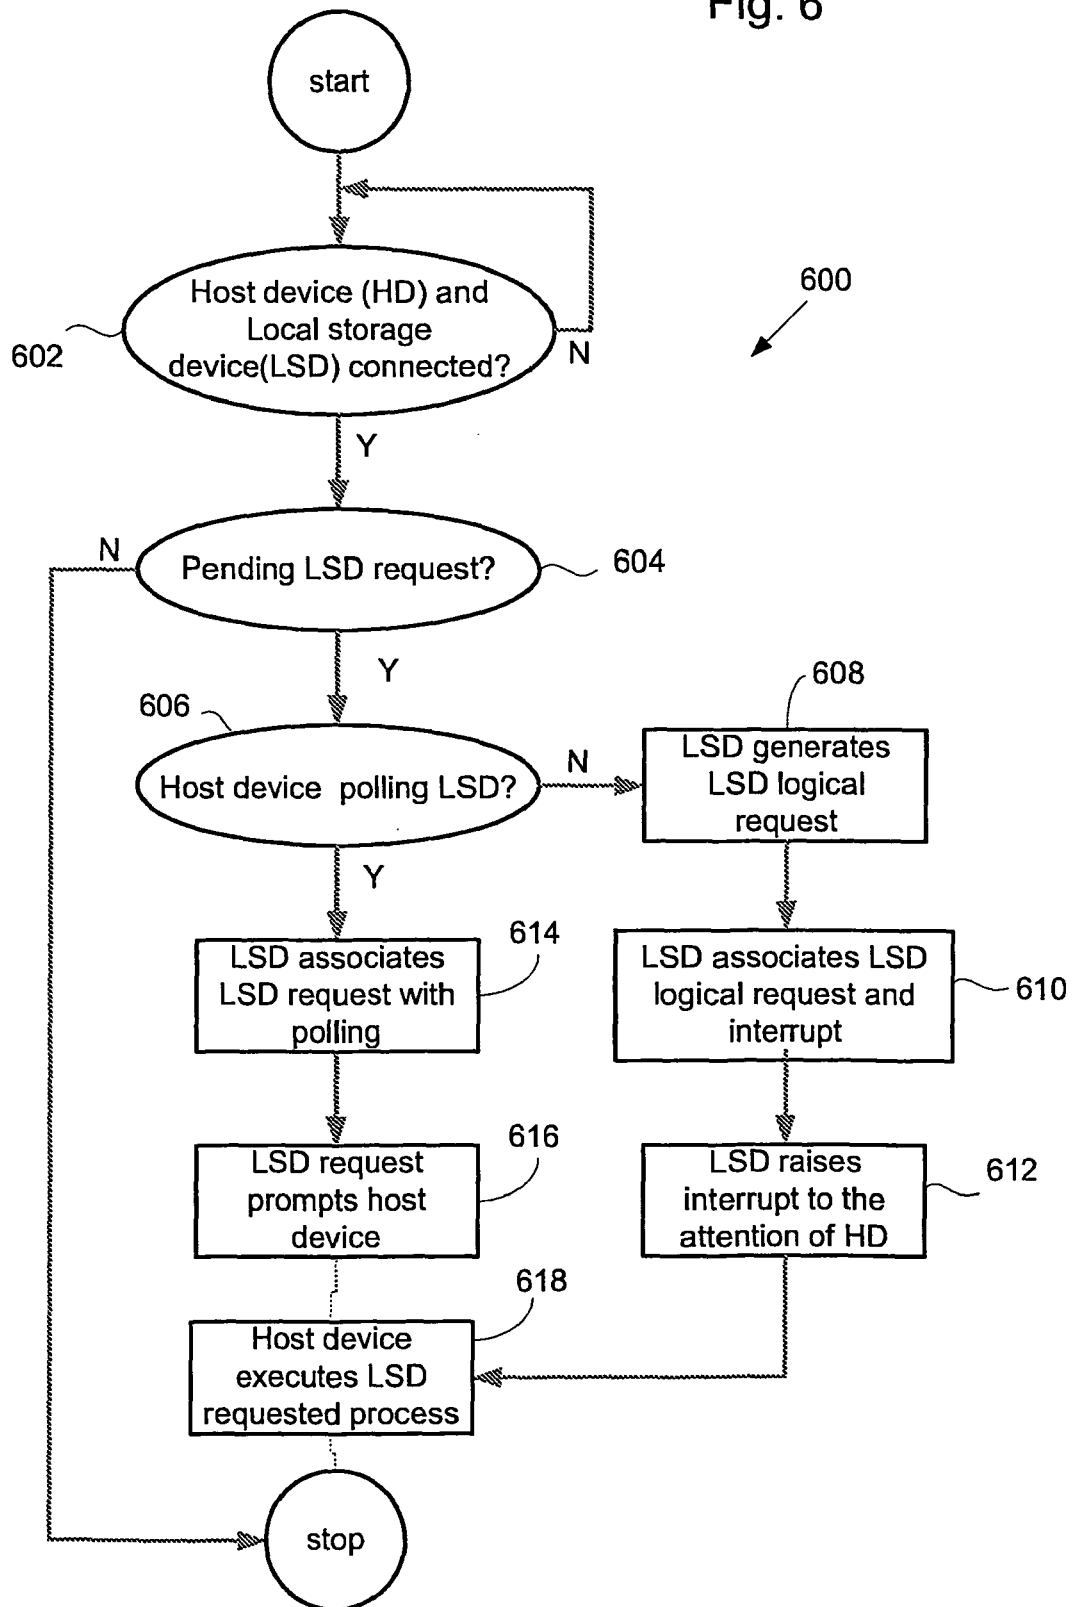 Fig. 6
start
600
Host device (HD) and
Local storage
device(LSD) connected?
602
N
Y
N
Pending LSD request?
604
Y
606
608
Host device polling LSD?
N
LSD generates
LSD logical
request
Y
614
LSD associates
LSD request with
polling
LSD associates LSD
logical request and
interrupt
610
616
LSD request
prompts host
device
LSD raises
interrupt to the
attention of HD
612
618
Host device
executes LSD
requested process
stop